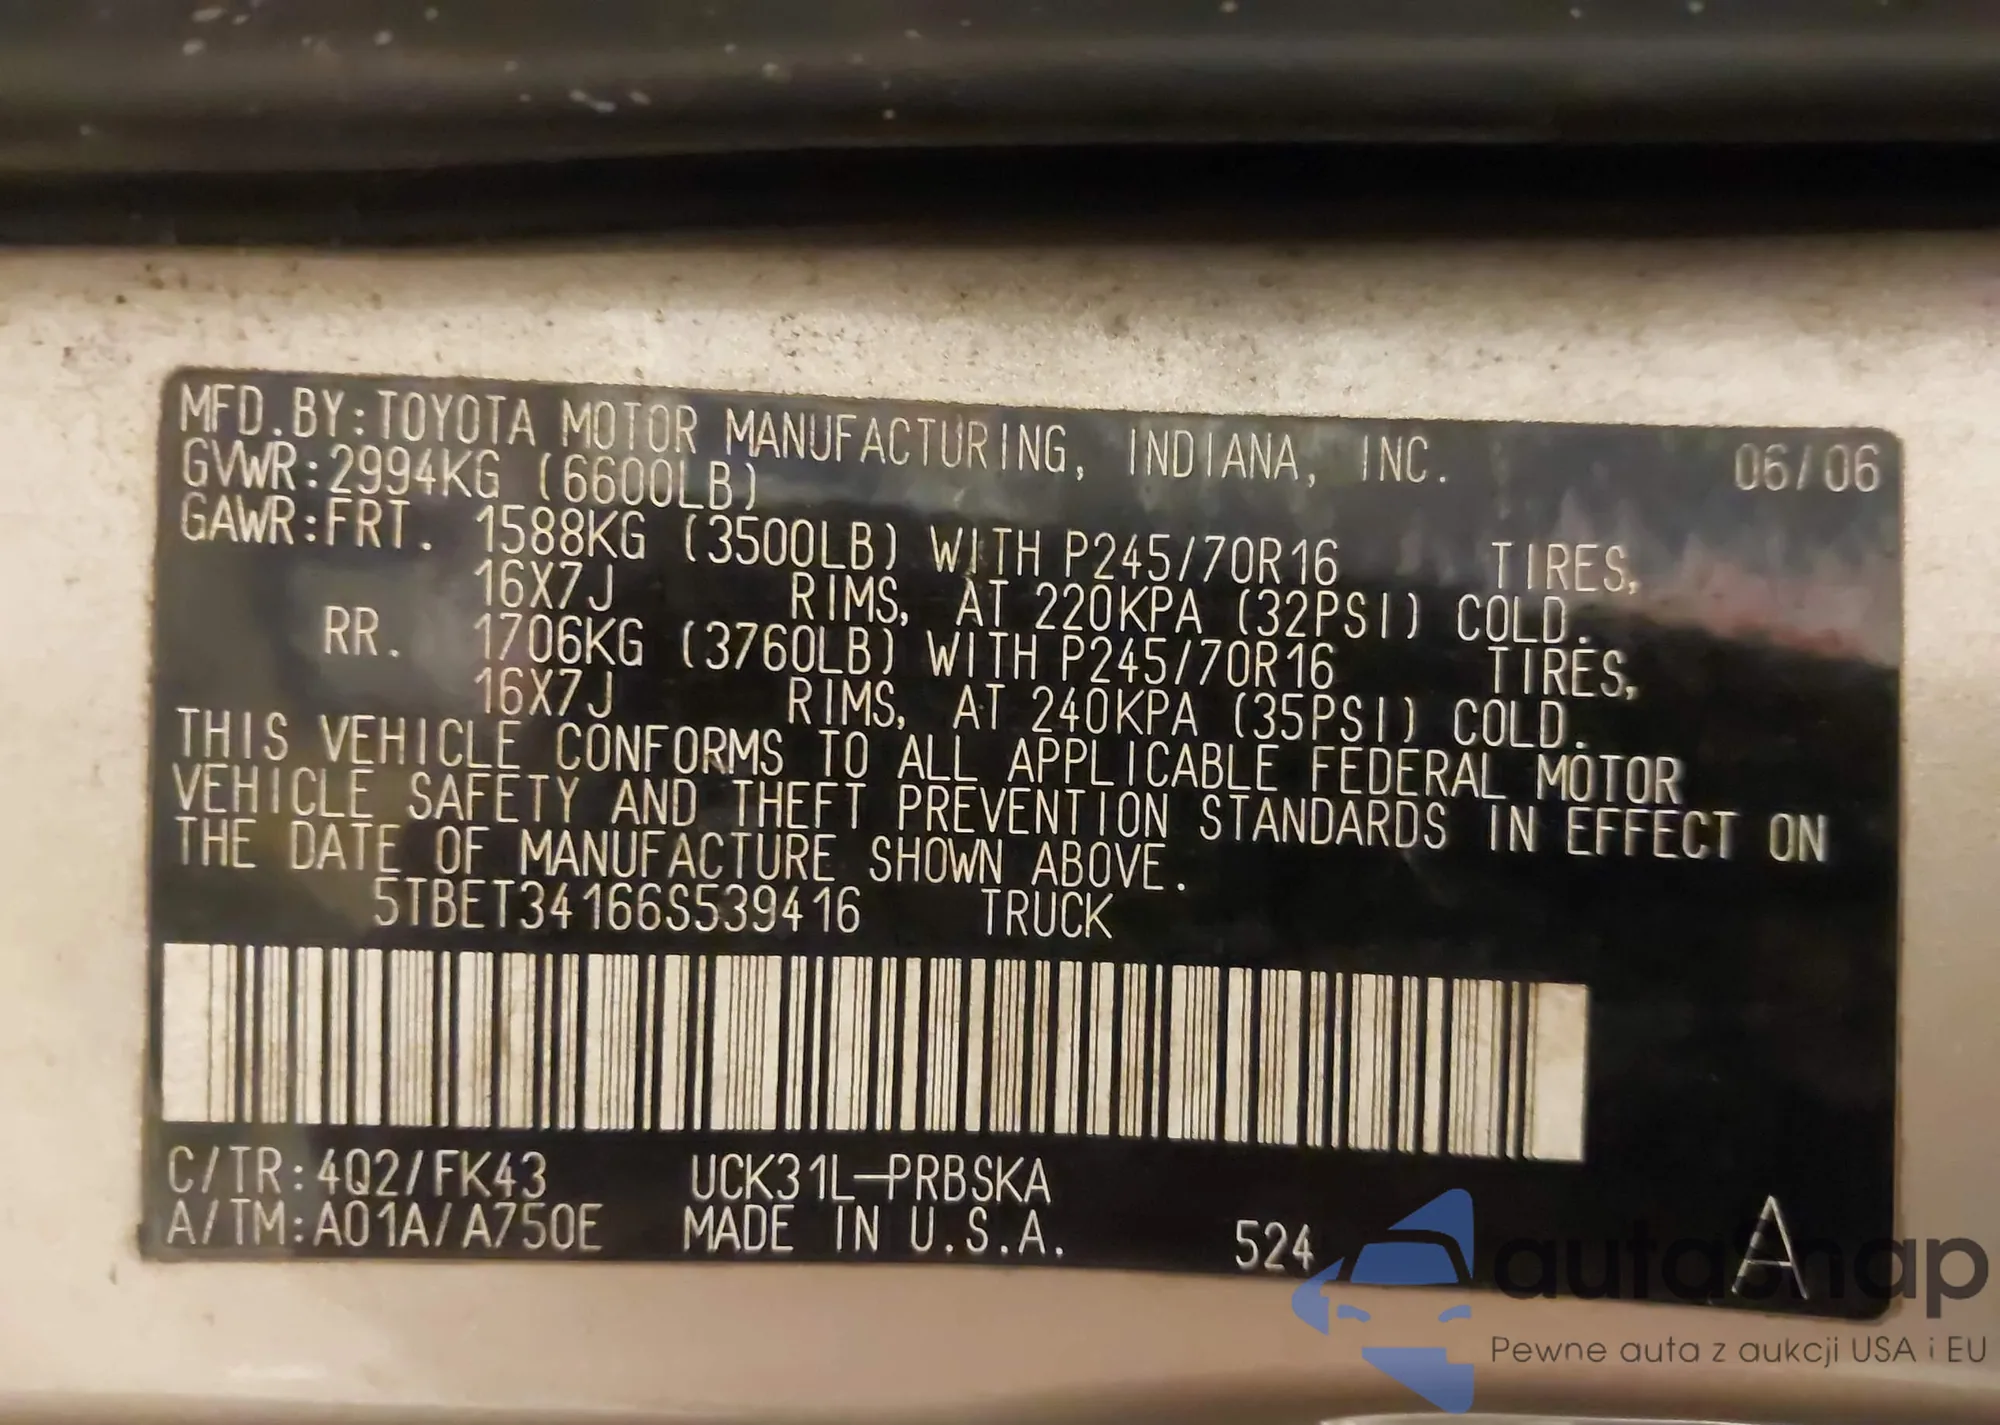 MFD.BY:TOYOTA MOTOR MANUFACTURING, INDIANA, INC. 06/06
GVWR:2994KG (6600LB)
GAWR:FRT. 1588KG (3500LB) WITH P245/70R16 TIRES,
16X7J RIMS, AT 220KPA (32PSI) COLD.
RR. 1706KG (3760LB) WITH P245/70R16 TIRES,
16X7J RIMS, AT 240KPA (35PSI) COLD.
THIS VEHICLE CONFORMS TO ALL APPLICABLE FEDERAL MOTOR
VEHICLE SAFETY AND THEFT PREVENTION STANDARDS IN EFFECT ON
THE DATE OF MANUFACTURE SHOWN ABOVE.
5TBET34166S539416 TRUCK
C/TR:4Q2/FK43 UCK31L-PRBSKA
A/TM:A01A/A750E MADE IN U.S.A. 524 A
autasnap
Pewne auta z aukcji USA i EU